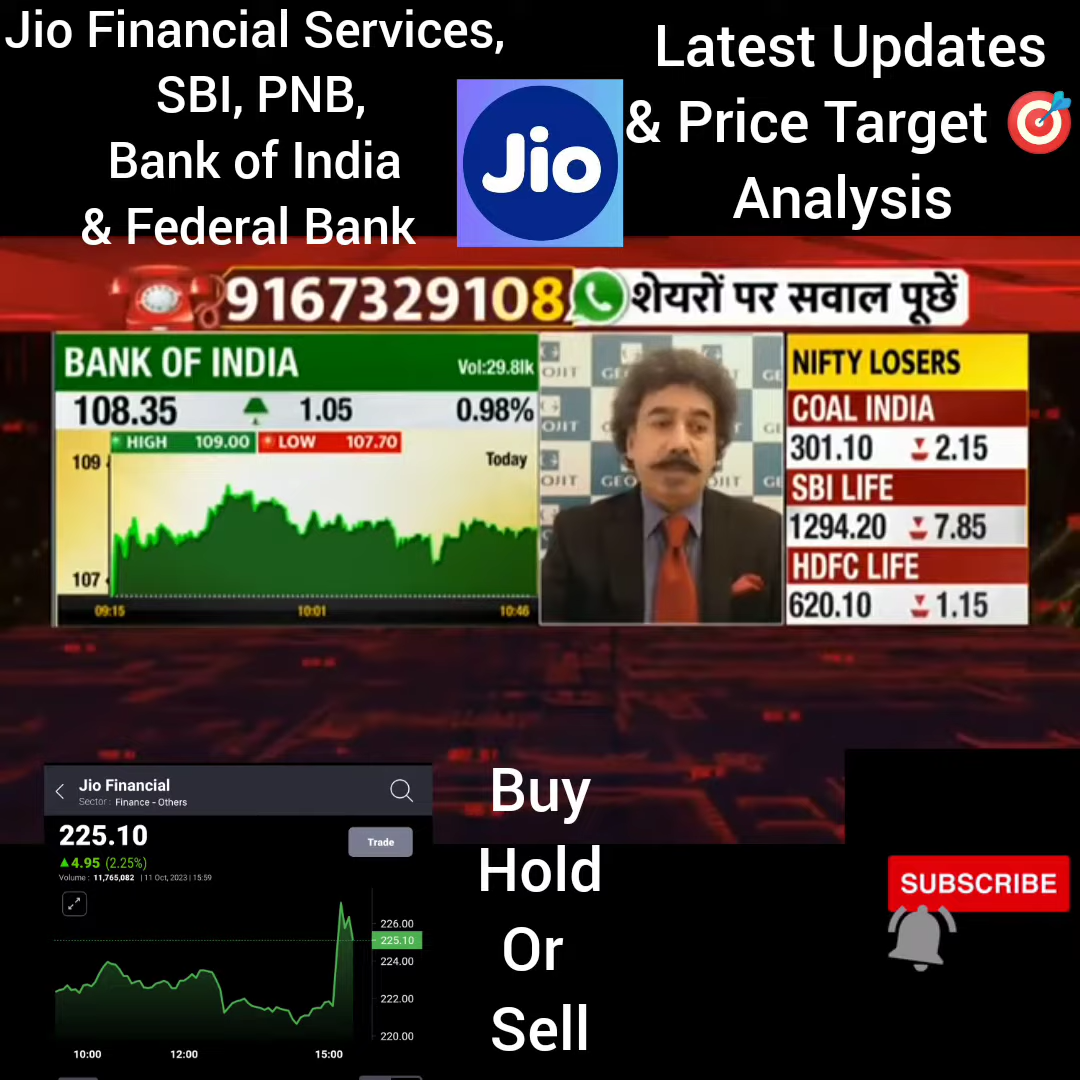 Jio Financial Services,
SBI, PNB,
Bank of India
& Federal Bank
Jio
Latest Updates
& Price Target 🎯
Analysis
9167329108 शेयरों पर सवाल पूछें
BANK OF INDIA Vol:29.8lk
108.35 1.05 0.98%
HIGH 109.00 LOW 107.70
Today
109
107
09:15 10:01 10:46
GEOJIT
NIFTY LOSERS
COAL INDIA
301.10 2.15
SBI LIFE
1294.20 7.85
HDFC LIFE
620.10 1.15
Jio Financial
Sector : Finance - Others
225.10
Trade
▲4.95 (2.25%)
Volume : 11,765,082 | 11 Oct, 2023 | 15:59
226.00
225.10
224.00
222.00
220.00
10:00 12:00 15:00
Buy
Hold
Or
Sell
SUBSCRIBE